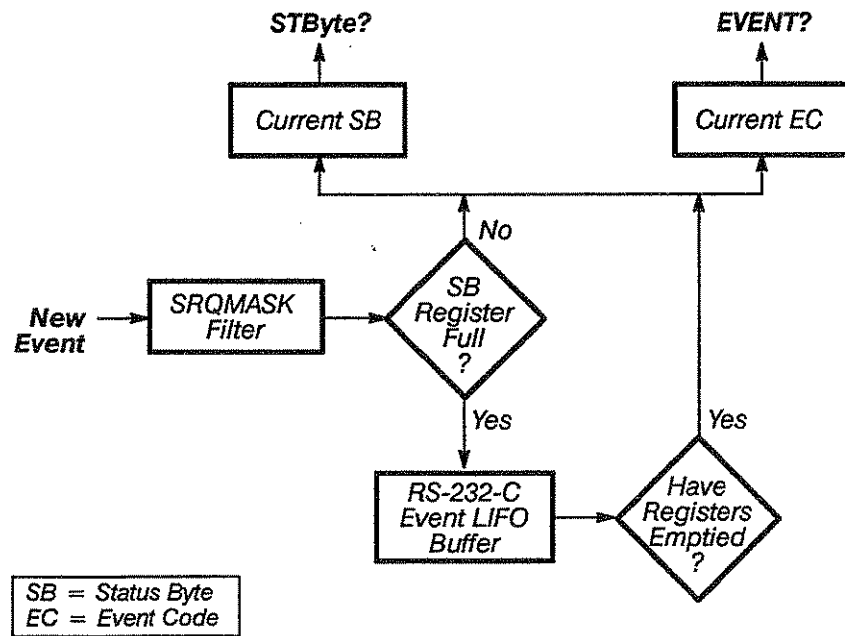 STByte?
EVENT?
Current SB
Current EC
No
New
Event
SRQMASK
Filter
SB
Register
Full
?
Yes
Yes
RS-232-C
Event LIFO
Buffer
Have
Registers
Emptied
?
SB = Status Byte
EC = Event Code